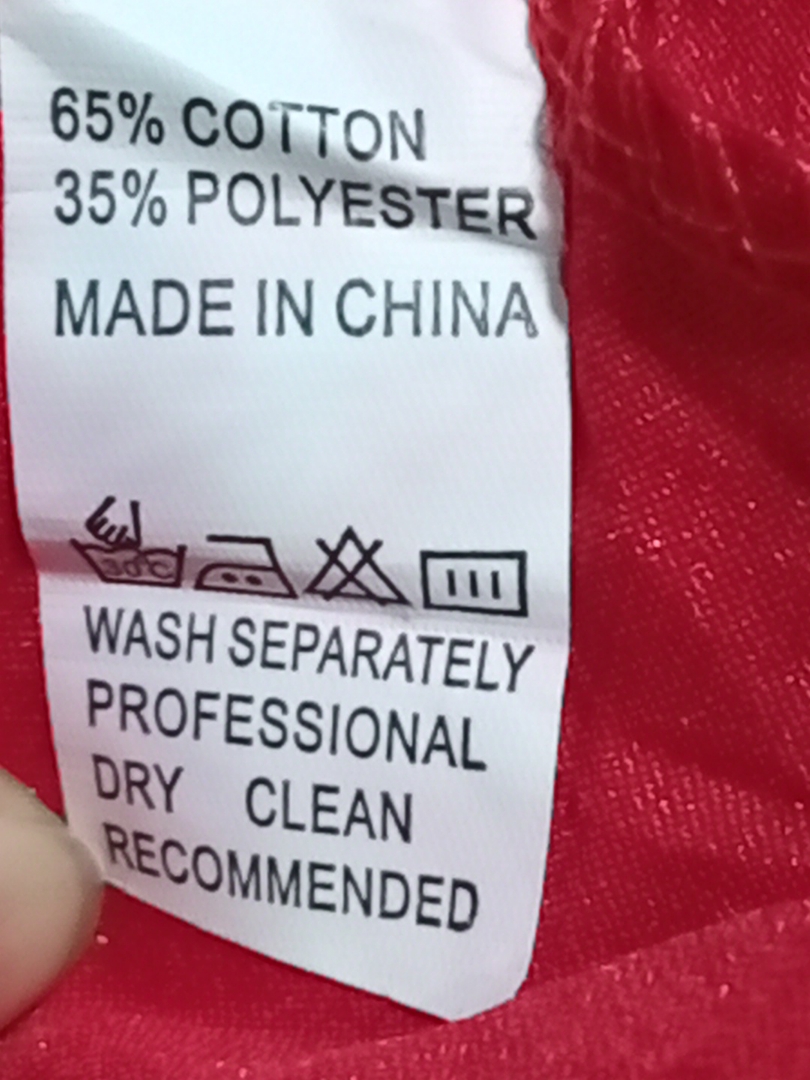 65% COTTON
35% POLYESTER
MADE IN CHINA
30°C
WASH SEPARATELY
PROFESSIONAL
DRY CLEAN
RECOMMENDED